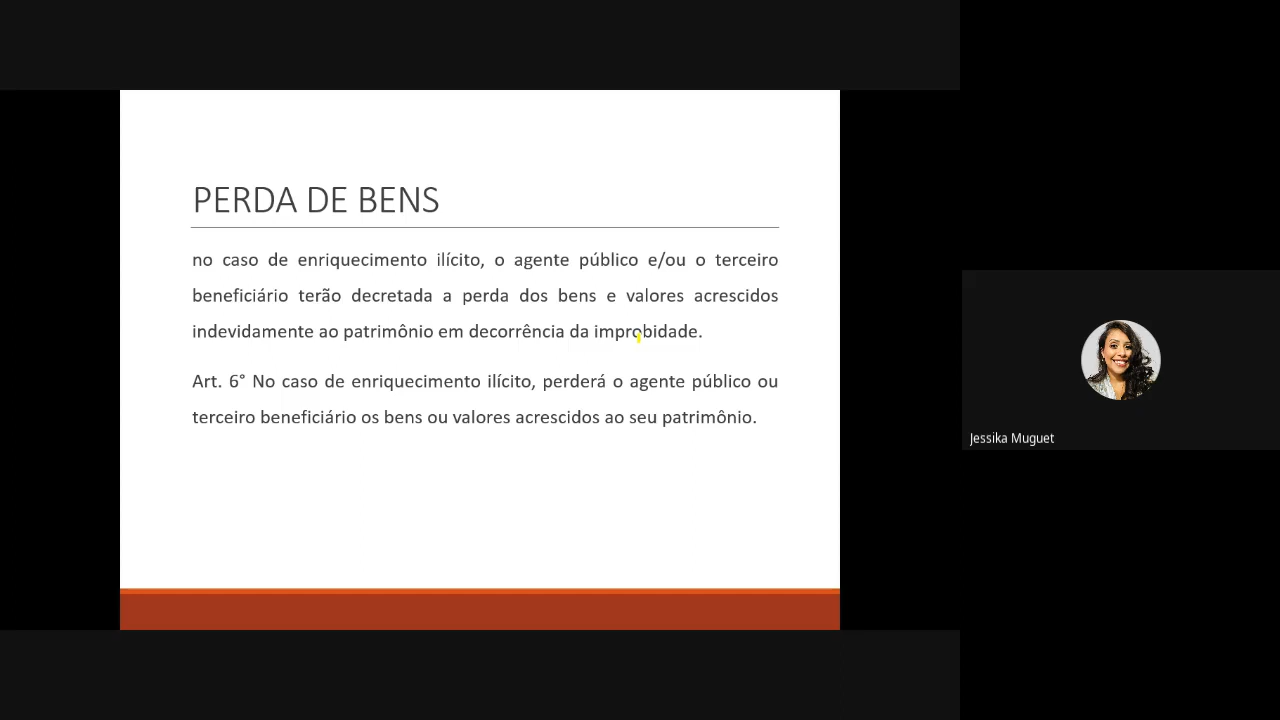 PERDA DE BENS
no caso de enriquecimento ilícito, o agente público e/ou o terceiro
beneficiário terão decretada a perda dos bens e valores acrescidos
indevidamente ao patrimônio em decorrência da improbidade.
Art. 6° No caso de enriquecimento ilícito, perderá o agente público ou
terceiro beneficiário os bens ou valores acrescidos ao seu patrimônio.
Jessika Muguet